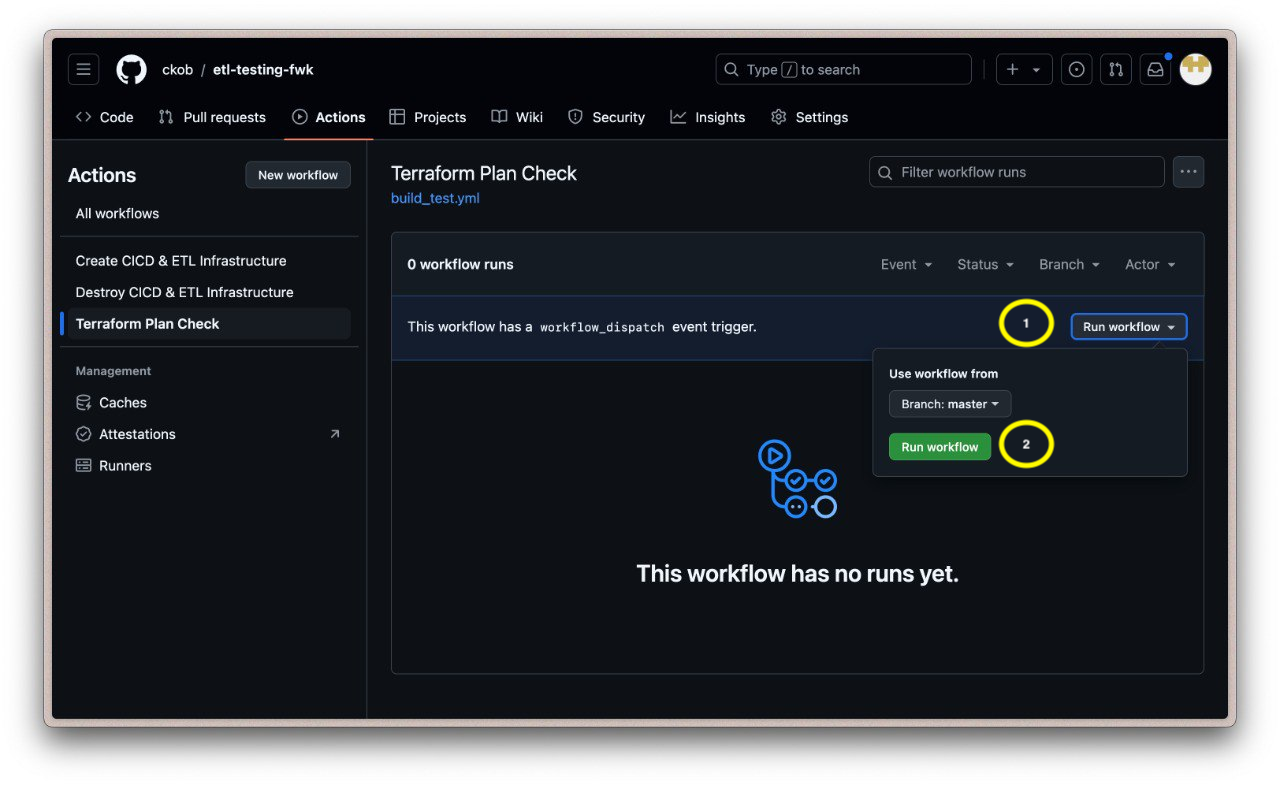 ckob / etl-testing-fwk
Type / to search
Code
Pull requests
Actions
Projects
Wiki
Security
Insights
Settings
Actions
New workflow
All workflows
Create CICD & ETL Infrastructure
Destroy CICD & ETL Infrastructure
Terraform Plan Check
Management
Caches
Attestations
Runners
Terraform Plan Check
Filter workflow runs
build_test.yml
0 workflow runs
Event
Status
Branch
Actor
This workflow has a workflow_dispatch event trigger.
1
Run workflow
Use workflow from
Branch: master
Run workflow
2
This workflow has no runs yet.